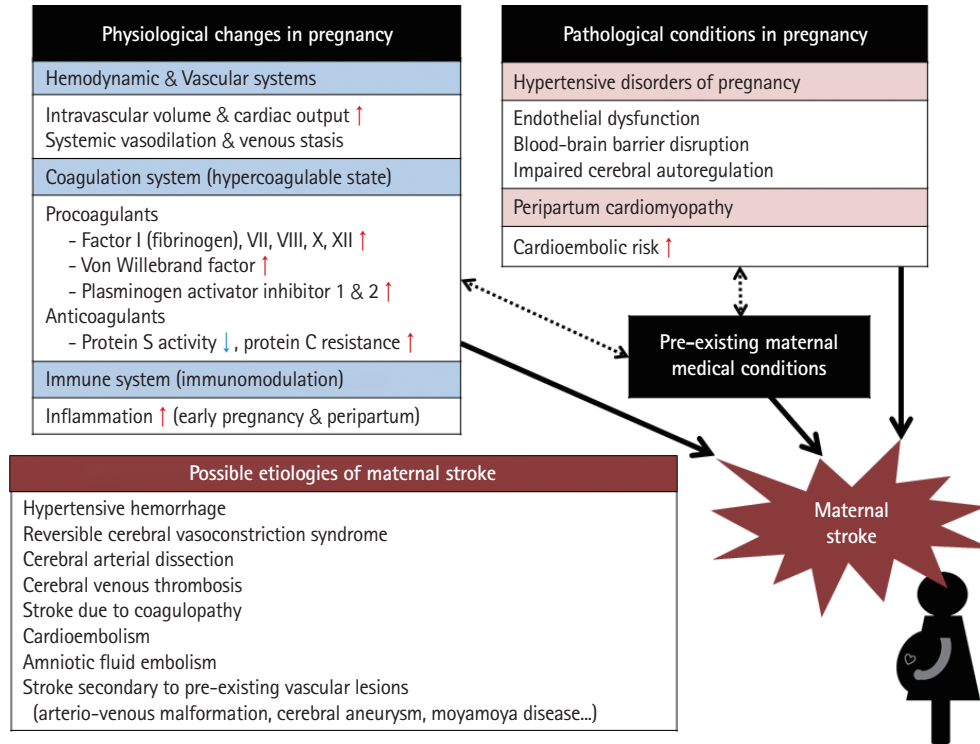 Physiological changes in pregnancy
Hemodynamic & Vascular systems
Intravascular volume & cardiac output ↑
Systemic vasodilation & venous stasis
Coagulation system (hypercoagulable state)
Procoagulants
- Factor I (fibrinogen), VII, VIII, X, XII ↑
- Von Willebrand factor ↑
- Plasminogen activator inhibitor 1 & 2 ↑
Anticoagulants
- Protein S activity ↓, protein C resistance ↑
Immune system (immunomodulation)
Inflammation ↑ (early pregnancy & peripartum)
Pathological conditions in pregnancy
Hypertensive disorders of pregnancy
Endothelial dysfunction
Blood-brain barrier disruption
Impaired cerebral autoregulation
Peripartum cardiomyopathy
Cardioembolic risk ↑
Pre-existing maternal
medical conditions
Possible etiologies of maternal stroke
Hypertensive hemorrhage
Reversible cerebral vasoconstriction syndrome
Cerebral arterial dissection
Cerebral venous thrombosis
Stroke due to coagulopathy
Cardioembolism
Amniotic fluid embolism
Stroke secondary to pre-existing vascular lesions
(arterio-venous malformation, cerebral aneurysm, moyamoya disease...)
Maternal
stroke